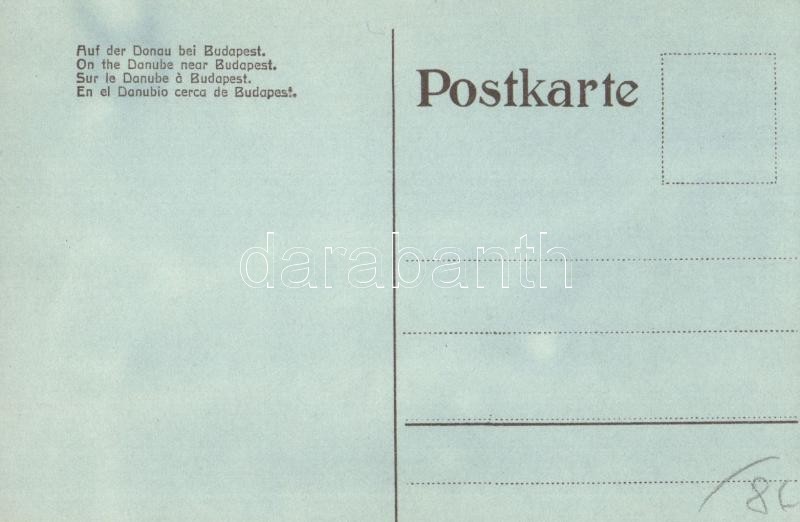 Auf der Donau bei Budapest.
On the Danube near Budapest.
Sur le Danube à Budapest.
En el Danubio cerca de Budapest.
Postkarte
darabanth